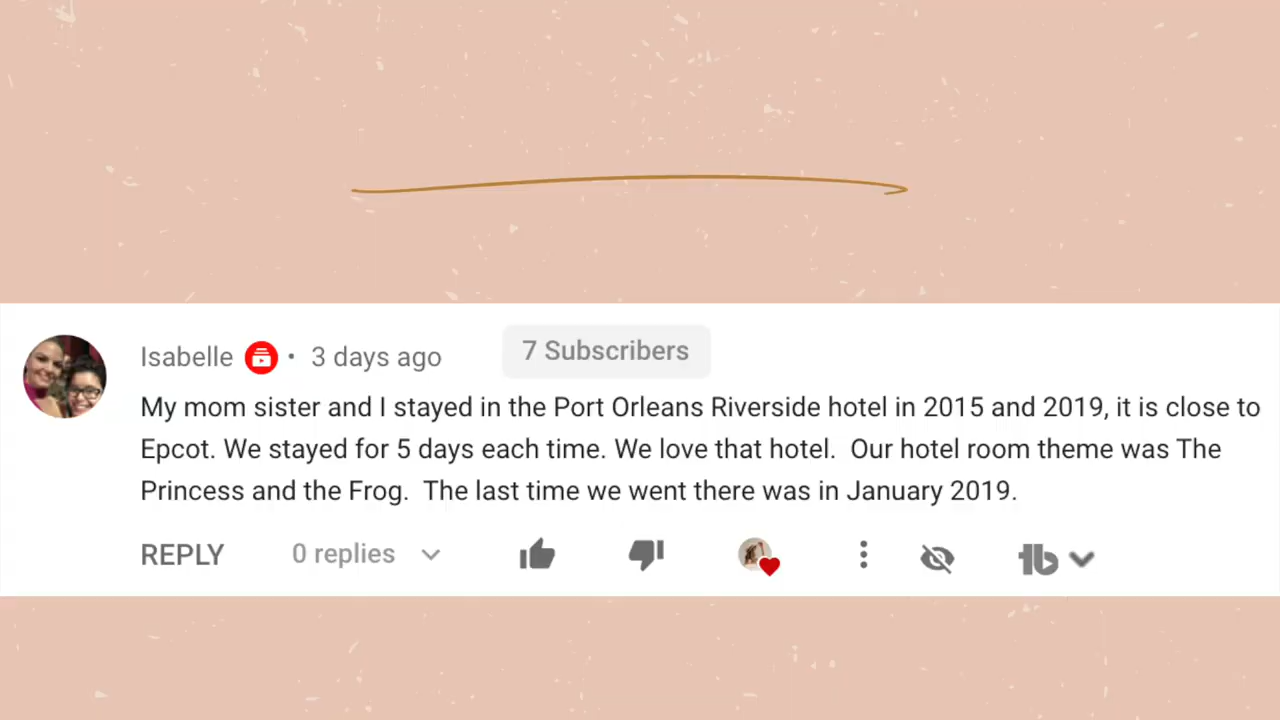 Isabelle • 3 days ago 7 Subscribers
My mom sister and I stayed in the Port Orleans Riverside hotel in 2015 and 2019, it is close to
Epcot. We stayed for 5 days each time. We love that hotel.  Our hotel room theme was The
Princess and the Frog.  The last time we went there was in January 2019.
REPLY 0 replies
tb